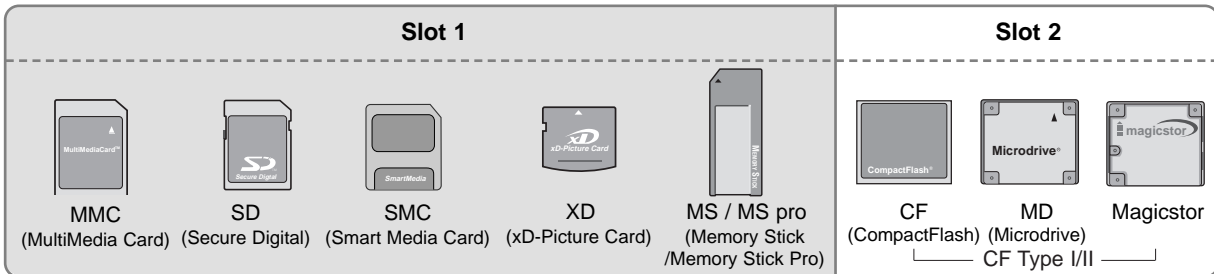 Slot 1
Slot 2
MultiMediaCard™
SD
Secure Digtal
SmartMedia
xD
xD-Picture Card
MEMORY STICK
CompactFlash®
Microdrive®
magicstor
MMC
(MultiMedia Card)
SD
(Secure Digital)
SMC
(Smart Media Card)
XD
(xD-Picture Card)
MS / MS pro
(Memory Stick
/Memory Stick Pro)
CF
(CompactFlash)
MD
(Microdrive)
Magicstor
CF Type I/II